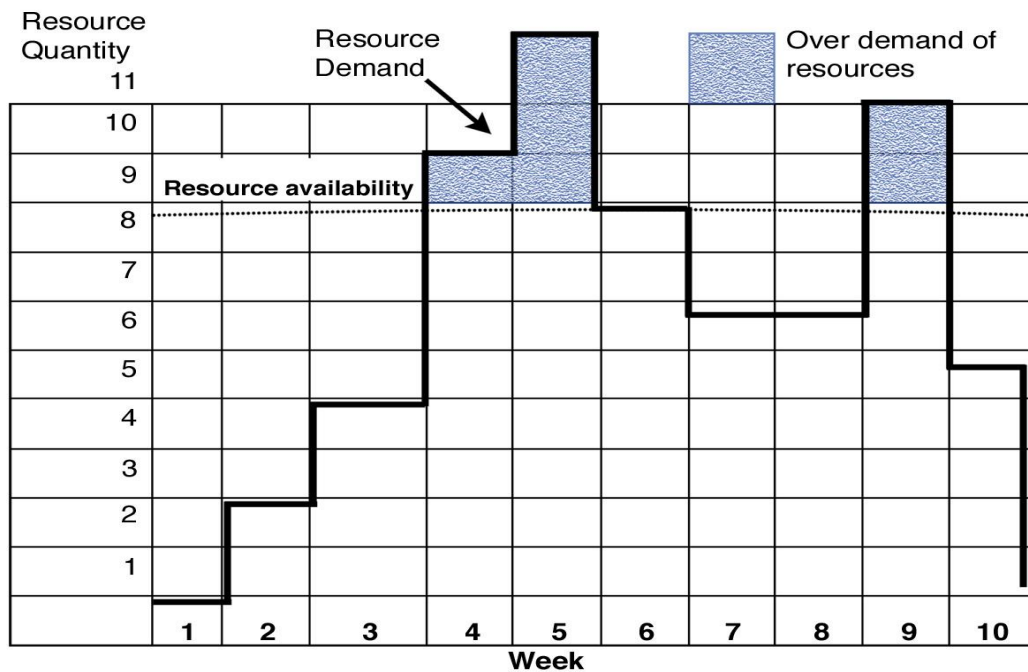 Resource
Quantity
Resource
Demand
Over demand of
resources
11
10
9
Resource availability
8
7
6
5
4
3
2
1
1 2 3 4 5 6 7 8 9 10
Week